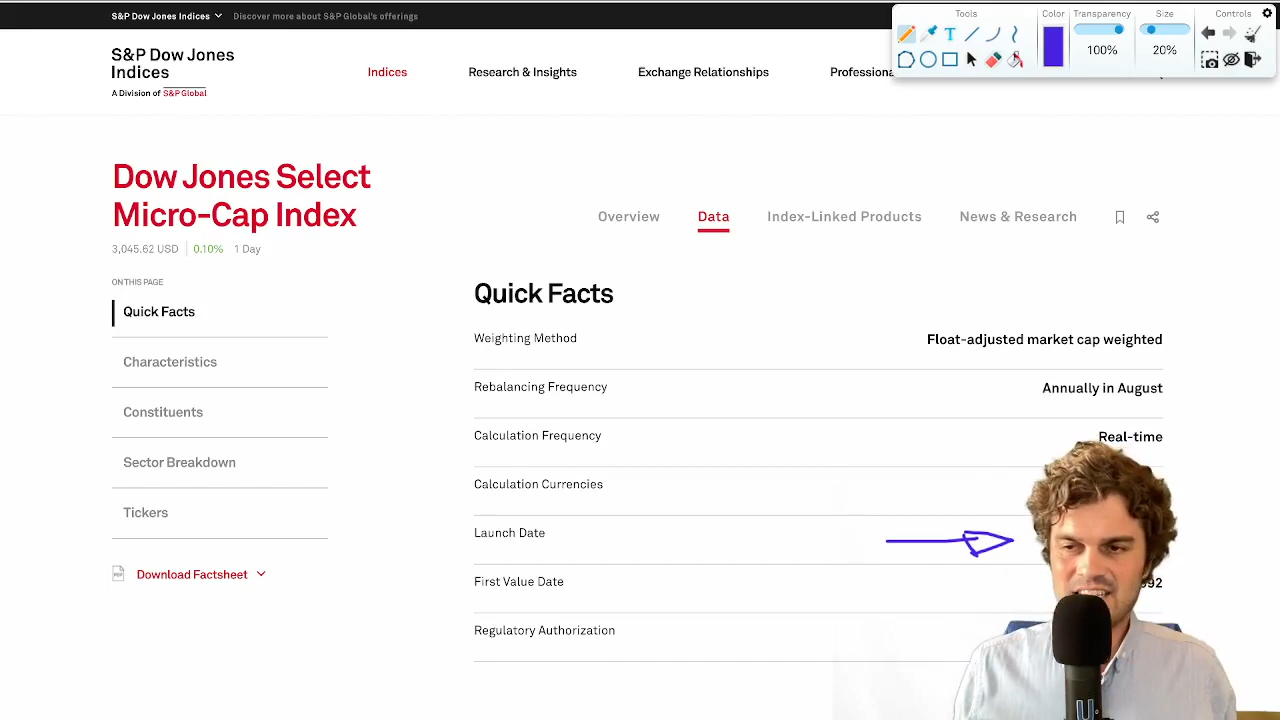 S&P Dow Jones Indices
Discover more about S&P Global's offerings
S&P Dow Jones
Indices
A Division of S&P Global
Indices
Research & Insights
Exchange Relationships
Tools
Color
Transparency
100%
Size
20%
Controls
Dow Jones Select
Micro-Cap Index
3,045.62 USD
0.10%
1 Day
Overview
Data
Index-Linked Products
News & Research
ON THIS PAGE
Quick Facts
Characteristics
Constituents
Sector Breakdown
Tickers
PDF
Download Factsheet
Quick Facts
Weighting Method
Float-adjusted market cap weighted
Rebalancing Frequency
Annually in August
Calculation Frequency
Real-time
Calculation Currencies
Launch Date
First Value Date
Regulatory Authorization